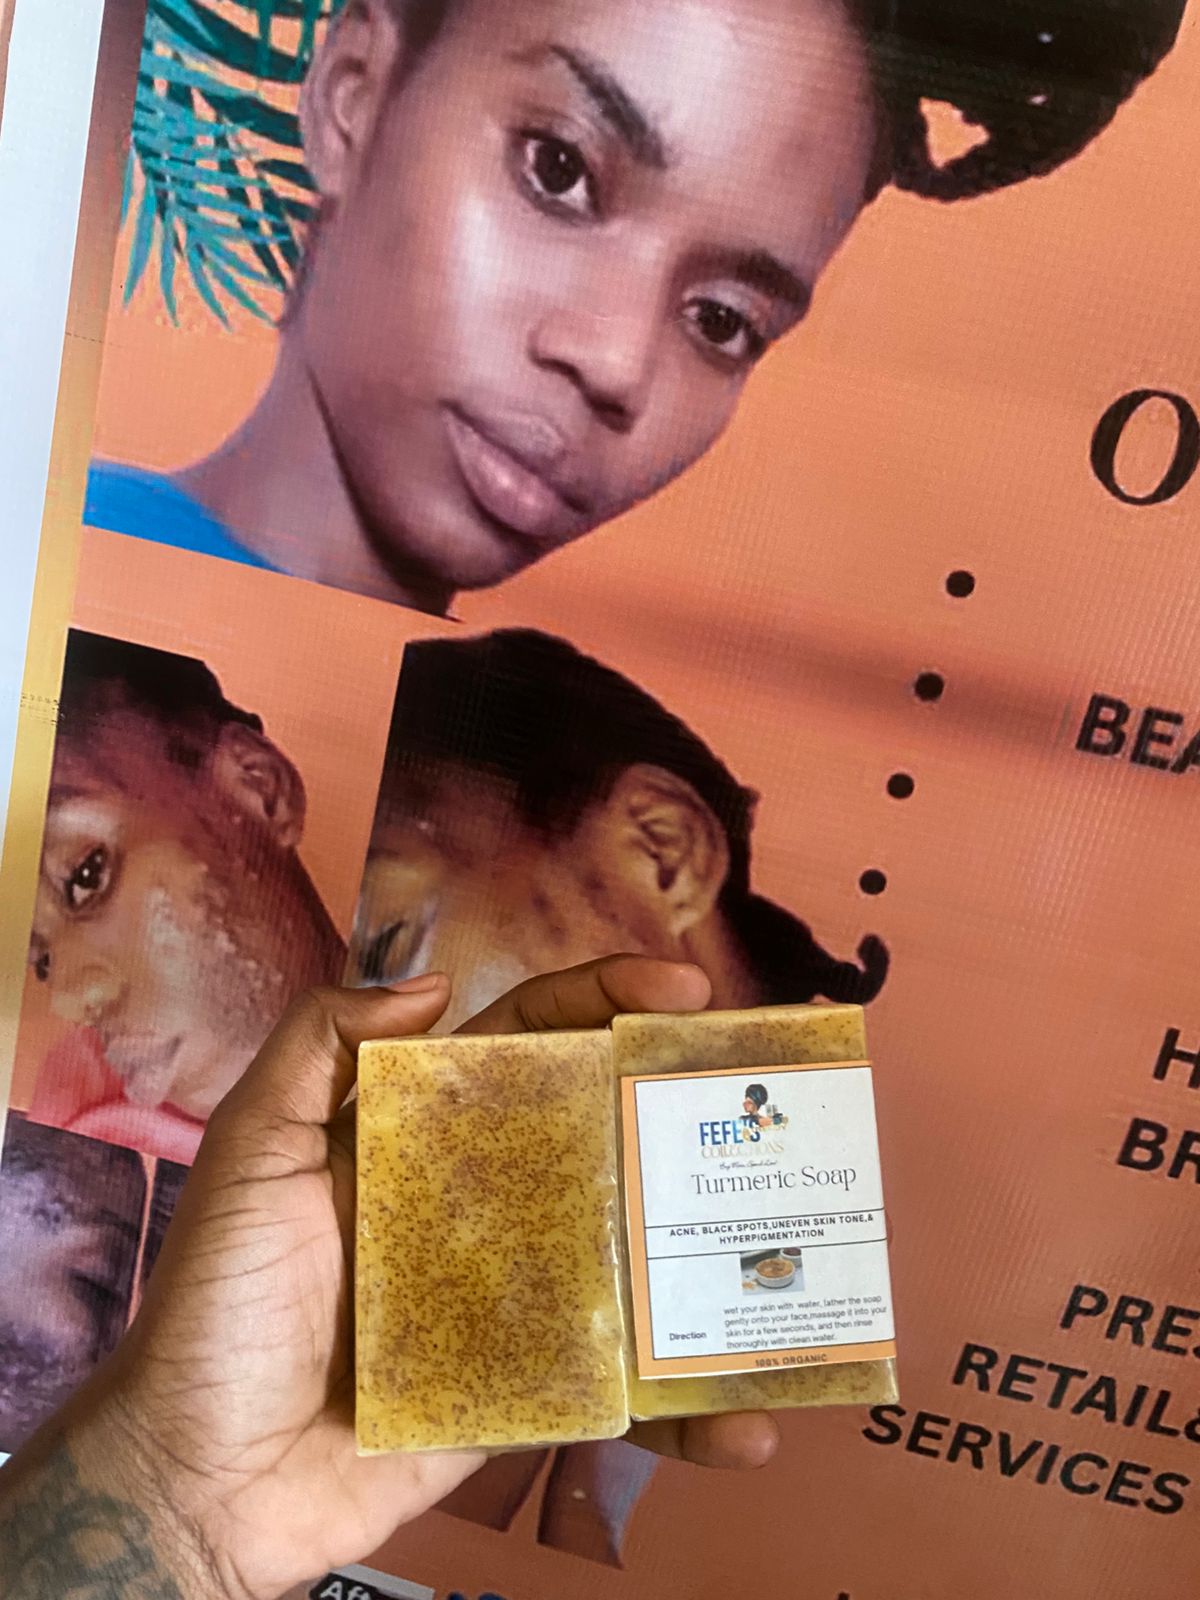 O
BEA
H
BR
PRES
RETAIL&
SERVICES
FEFE'S
COLLECTIONS
Turmeric Soap
ACNE, BLACK SPOTS,UNEVEN SKIN TONE,&
HYPERPIGMENTATION
Direction
wet your skin with water, lather the soap
gently onto your face,massage it into your
skin for a few seconds, and then rinse
thoroughly with clean water.
100% ORGANIC